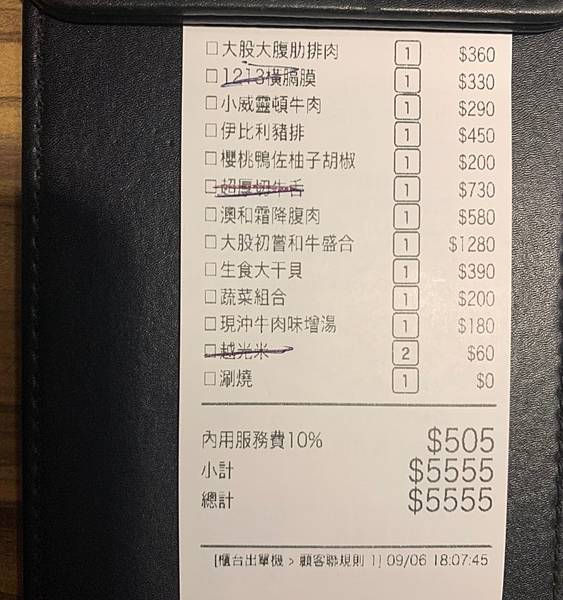 □大股大腹肋排肉 1 $360
□1213橫膈膜 1 $330
□小威靈頓牛肉 1 $290
□伊比利豬排 1 $450
□櫻桃鴨佐柚子胡椒 1 $200
□超厚切牛舌 1 $730
□澳和霜降腹肉 1 $580
□大股初嘗和牛盛合 1 $1280
□生食大干貝 1 $390
□蔬菜組合 1 $200
□現沖牛肉味增湯 1 $180
□越光米 2 $60
□涮燒 1 $0
內用服務費10% $505
小計 $5555
總計 $5555
[櫃台出單機 > 顧客聯規則 1] 09/06 18:07:45